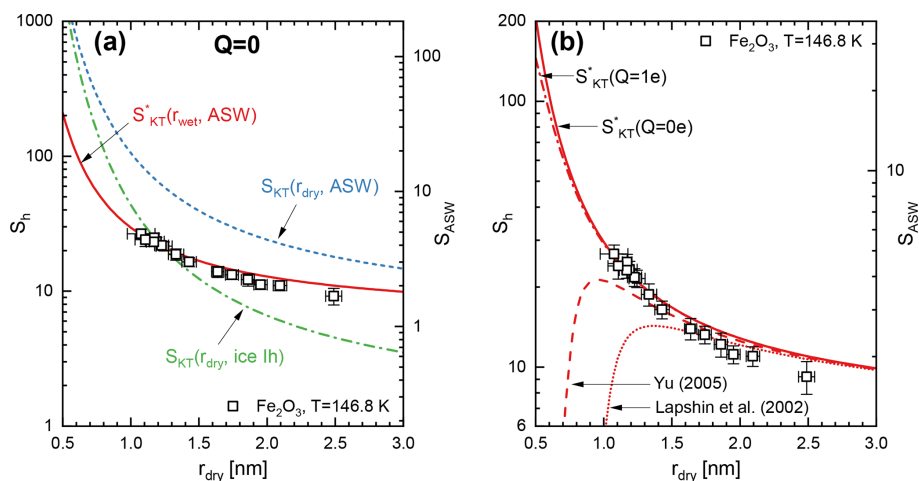 (a)
Q=0
S*KT(rwet, ASW)
SKT(rdry, ASW)
SKT(rdry, ice Ih)
Fe2O3, T=146.8 K
1000
100
10
1
Sh
100
10
1
SASW
0.5 1.0 1.5 2.0 2.5 3.0
rdry [nm]
(b)
Fe2O3, T=146.8 K
S*KT(Q=1e)
S*KT(Q=0e)
Yu (2005)
Lapshin et al. (2002)
200
100
10
6
Sh
10
SASW
0.5 1.0 1.5 2.0 2.5 3.0
rdry [nm]